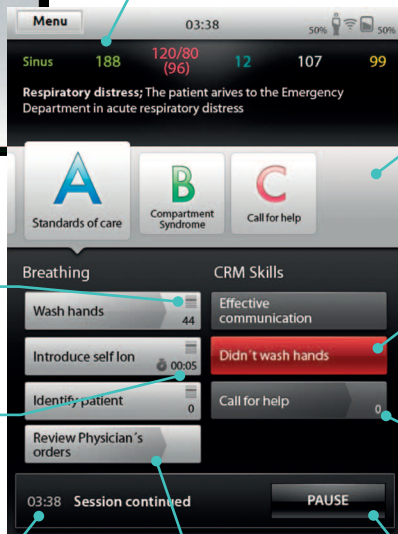 Menu
03:38
50%
50%
Sinus
188
120/80
(96)
12
107
99
Respiratory distress; The patient arives to the Emergency
Department in acute respiratory distress
A
Standards of care
B
Compartment
Syndrome
C
Call for help
Breathing
CRM Skills
Wash hands
44
Effective
communication
Introduce self Ion
00:05
Didn´t wash hands
Identify patient
0
Call for help
0
Review Physician´s
orders
03:38 Session continued
PAUSE